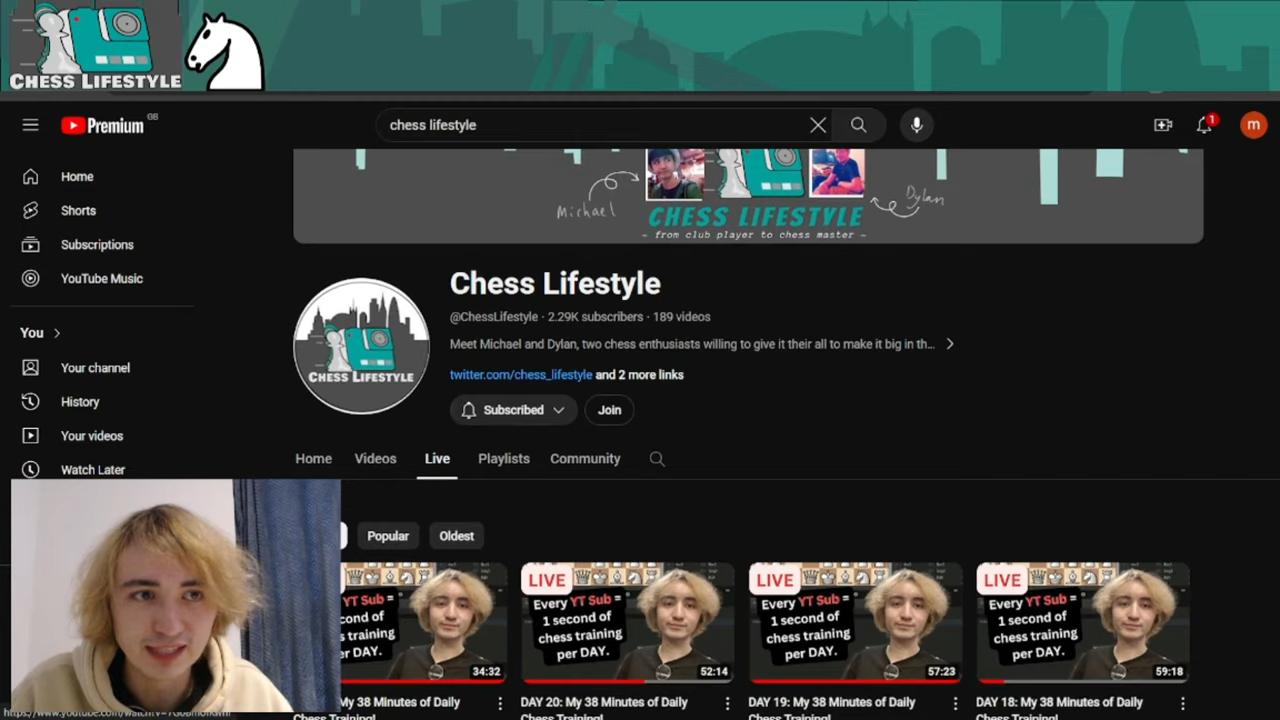 CHESS LIFESTYLE
Premium
GB
chess lifestyle
1
m
Home
Shorts
Subscriptions
YouTube Music
You
Your channel
History
Your videos
Watch Later
Michael
Dylan
CHESS LIFESTYLE
- from club player to chess master -
CHESS LIFESTYLE
Chess Lifestyle
@ChessLifestyle · 2.29K subscribers · 189 videos
Meet Michael and Dylan, two chess enthusiasts willing to give it their all to make it big in th...
twitter.com/chess_lifestyle and 2 more links
Subscribed
Join
Home
Videos
Live
Playlists
Community
Popular
Oldest
YT Sub =
chess training
per DAY.
34:32
My 38 Minutes of Daily
Chess Training!
LIVE
Every YT Sub =
1 second of
chess training
per DAY.
52:14
DAY 20: My 38 Minutes of Daily
Chess Training!
LIVE
Every YT Sub =
1 second of
chess training
per DAY.
57:23
DAY 19: My 38 Minutes of Daily
Chess Training!
LIVE
Every YT Sub =
1 second of
chess training
per DAY.
59:18
DAY 18: My 38 Minutes of Daily
Chess Training!